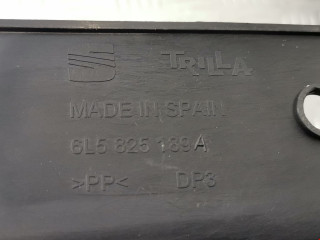 TRILLA
MADE IN SPAIN
6L5 825 189 A
>PP< DP3